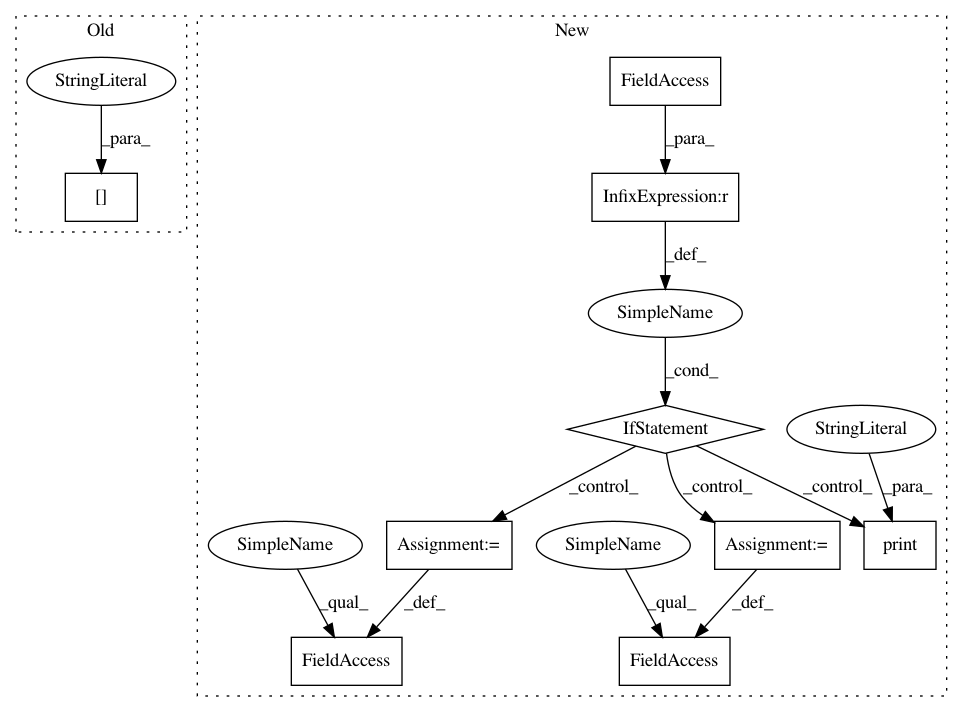 Old
New
StringLiteral
FieldAccess
_para_
_para_
[]
InfixExpression:r
_def_
SimpleName
_cond_
IfStatement
StringLiteral
_control_
_control_
_control_
_para_
SimpleName
Assignment:=
SimpleName
Assignment:=
print
_qual_
_def_
_qual_
_def_
FieldAccess
FieldAccess